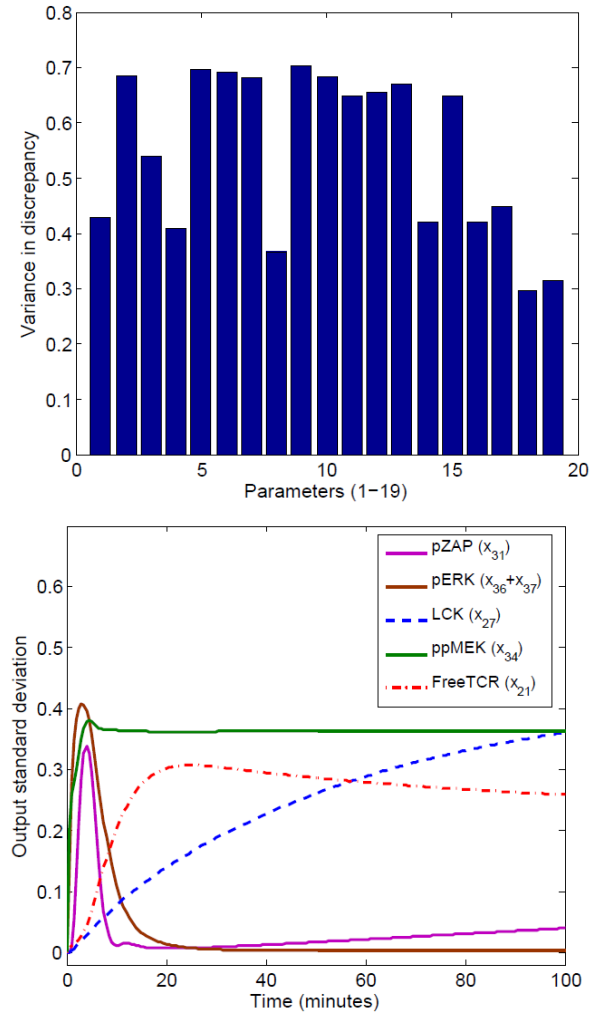 Variance in discrepancy
0.8
0.7
0.6
0.5
0.4
0.3
0.2
0.1
0
0 5 10 15 20
Parameters (1−19)
Output standard deviation
0.6
0.5
0.4
0.3
0.2
0.1
0
pZAP (x31)
pERK (x36+x37)
LCK (x27)
ppMEK (x34)
FreeTCR (x21)
0 20 40 60 80 100
Time (minutes)